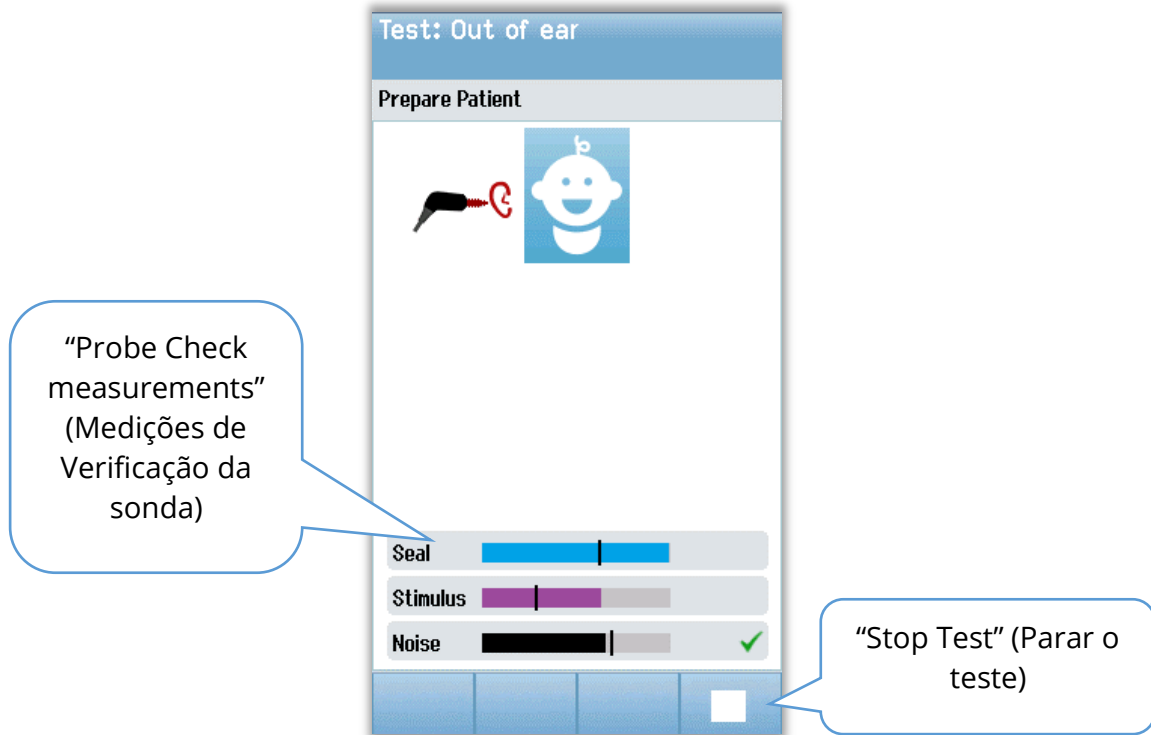 Test: Out of ear
Prepare Patient
“Probe Check
measurements”
(Medições de
Verificação da
sonda)
Seal
Stimulus
Noise
“Stop Test” (Parar o
teste)